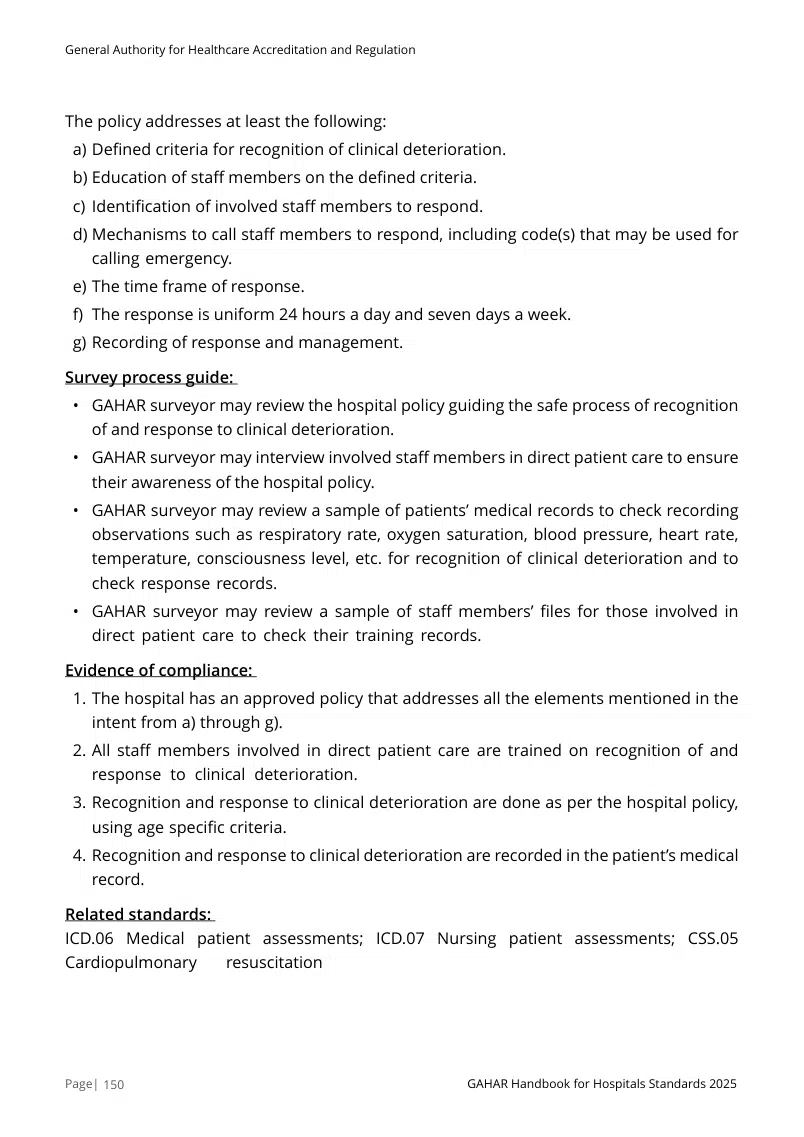 General Authority for Healthcare Accreditation and Regulation
The policy addresses at least the following:
a) Defined criteria for recognition of clinical deterioration.
b) Education of staff members on the defined criteria.
c) Identification of involved staff members to respond.
d) Mechanisms to call staff members to respond, including code(s) that may be used for
calling emergency.
e) The time frame of response.
f) The response is uniform 24 hours a day and seven days a week.
g) Recording of response and management.
Survey process guide:
• GAHAR surveyor may review the hospital policy guiding the safe process of recognition
of and response to clinical deterioration.
• GAHAR surveyor may interview involved staff members in direct patient care to ensure
their awareness of the hospital policy.
• GAHAR surveyor may review a sample of patients’ medical records to check recording
observations such as respiratory rate, oxygen saturation, blood pressure, heart rate,
temperature, consciousness level, etc. for recognition of clinical deterioration and to
check response records.
• GAHAR surveyor may review a sample of staff members’ files for those involved in
direct patient care to check their training records.
Evidence of compliance:
1. The hospital has an approved policy that addresses all the elements mentioned in the
intent from a) through g).
2. All staff members involved in direct patient care are trained on recognition of and
response to clinical deterioration.
3. Recognition and response to clinical deterioration are done as per the hospital policy,
using age specific criteria.
4. Recognition and response to clinical deterioration are recorded in the patient’s medical
record.
Related standards:
ICD.06 Medical patient assessments; ICD.07 Nursing patient assessments; CSS.05
Cardiopulmonary resuscitation
Page| 150
GAHAR Handbook for Hospitals Standards 2025